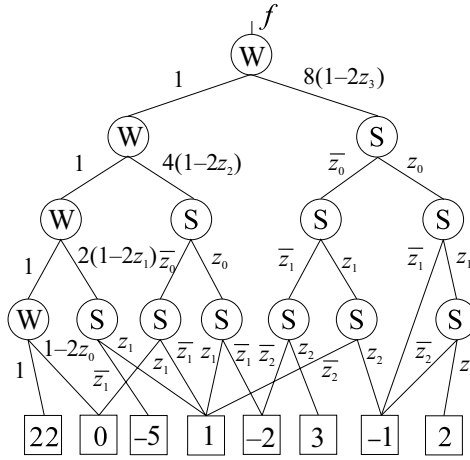 f
W
1 8(1–2z₃)
W S
1 4(1–2z₂) z̅₀ z₀
W S S S
1 2(1–2z₁) z̅₀ z₀ z̅₁ z₁ z̅₁ z₁
W S S S S S S
1 1–2z₀ z̅₁ z₁ z₁ z̅₁ z₁ z̅₁ z̅₂ z₂ z̅₂ z₂ z̅₂ z
22 0 –5 1 –2 3 –1 2